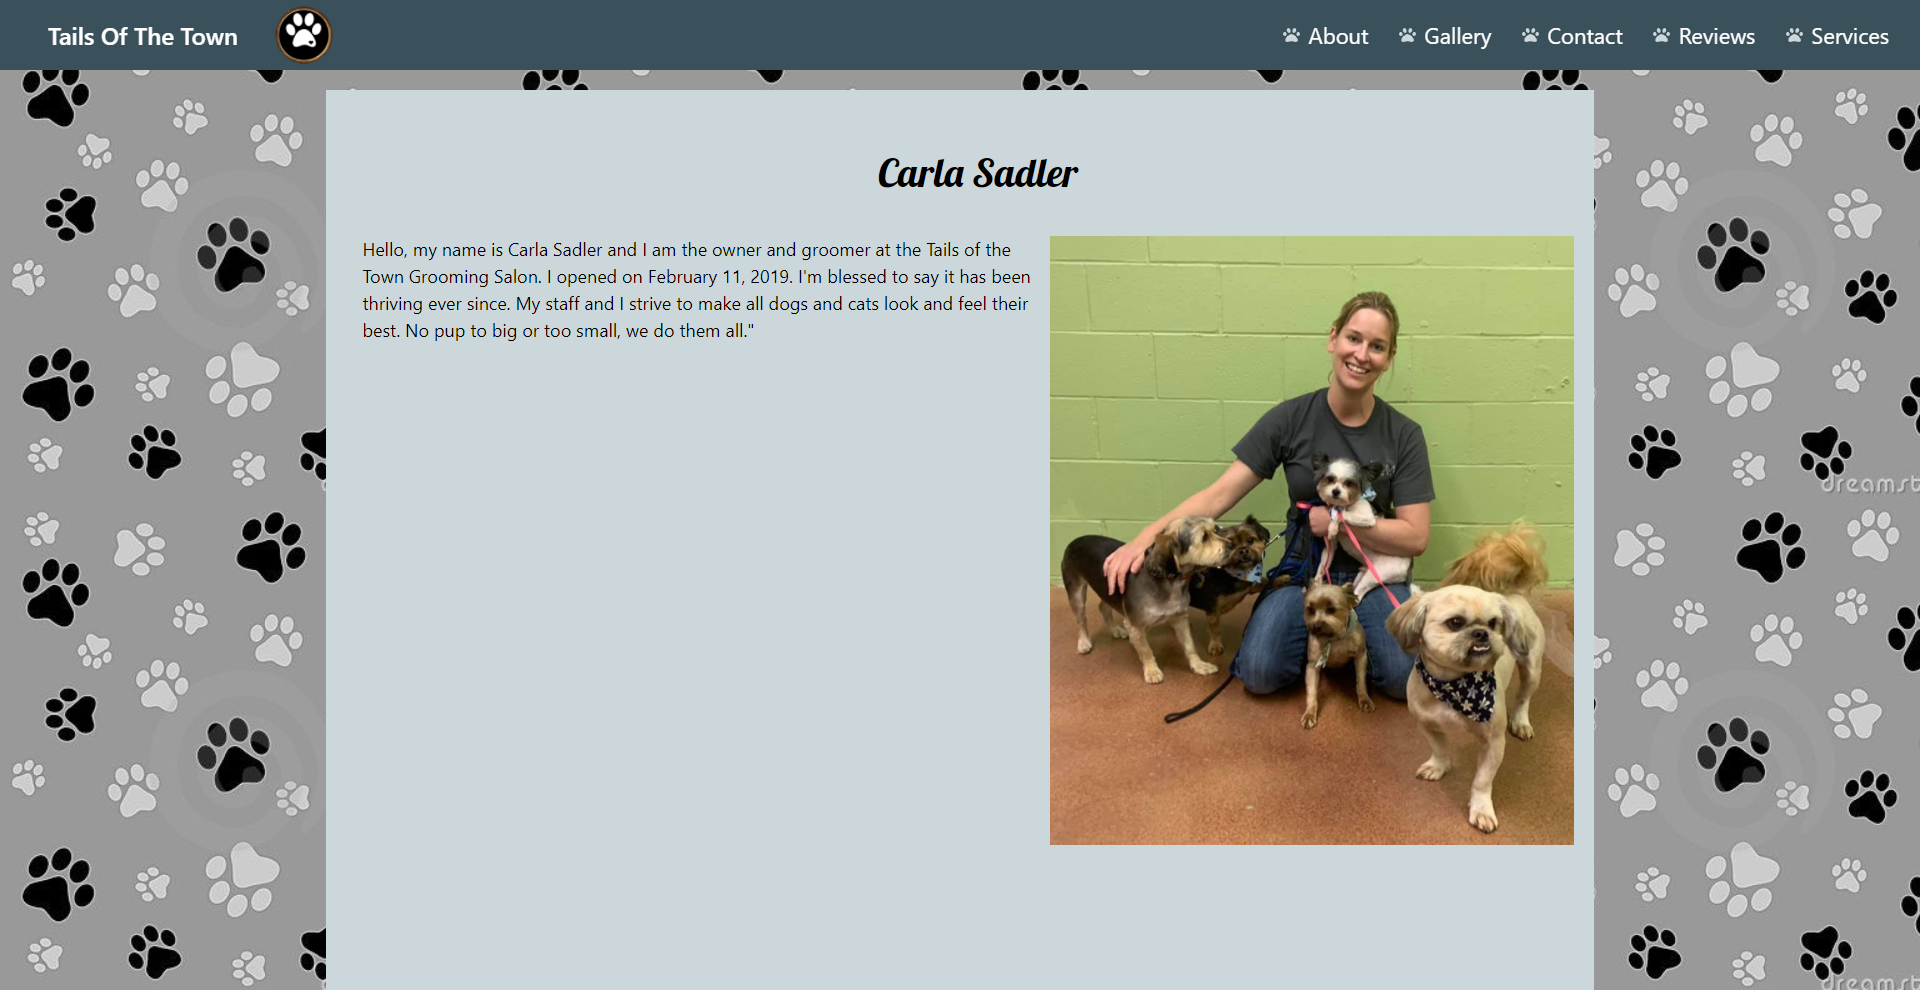 Tails Of The Town
About
Gallery
Contact
Reviews
Services
Carla Sadler
Hello, my name is Carla Sadler and I am the owner and groomer at the Tails of the
Town Grooming Salon. I opened on February 11, 2019. I'm blessed to say it has been
thriving ever since. My staff and I strive to make all dogs and cats look and feel their
best. No pup to big or too small, we do them all."
dreamst
dreamst